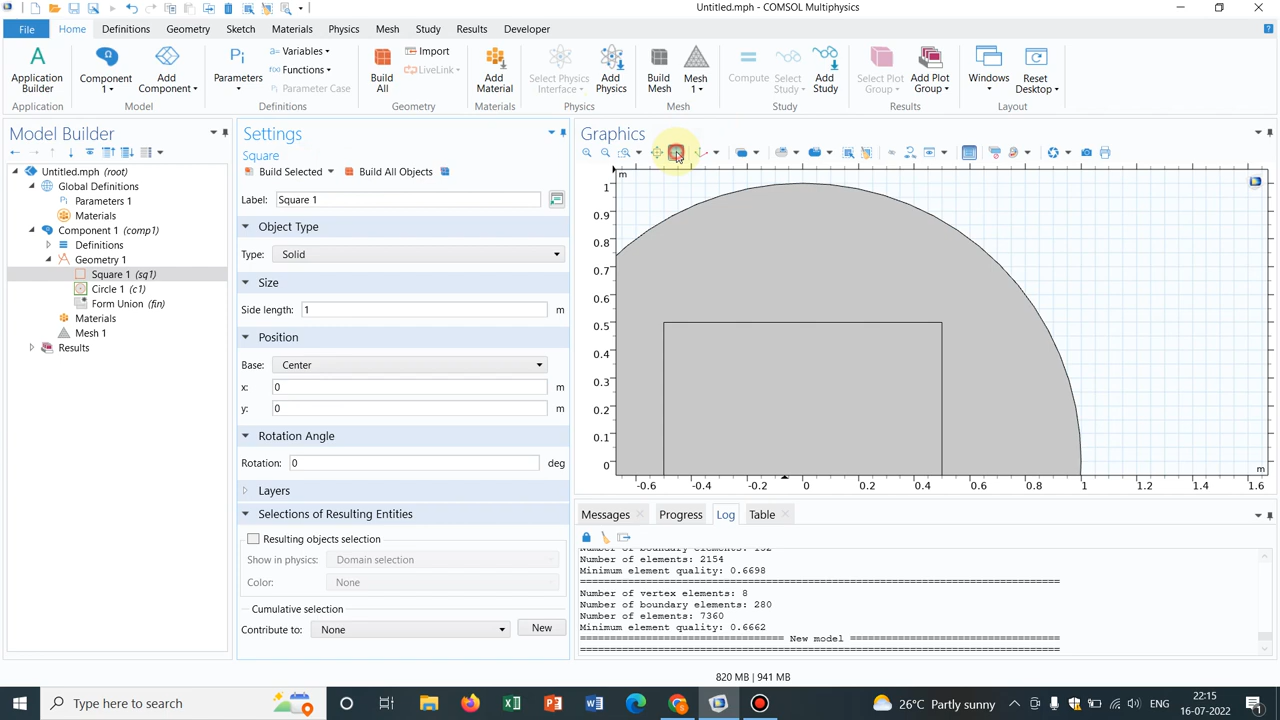 Untitled.mph - COMSOL Multiphysics
File Home Definitions Geometry Sketch Materials Physics Mesh Study Results Developer
Application Builder
Component 1
Add Component
Parameters
Variables
Functions
Parameter Case
Build All
Import
LiveLink
Add Material
Select Physics Interface
Add Physics
Build Mesh
Mesh 1
Compute
Select Study
Add Study
Select Plot Group
Add Plot Group
Windows
Reset Desktop
Application Model Definitions Geometry Materials Physics Mesh Study Results Layout
Model Builder
Untitled.mph (root)
Global Definitions
Parameters 1
Materials
Component 1 (comp1)
Definitions
Geometry 1
Square 1 (sq1)
Circle 1 (c1)
Form Union (fin)
Materials
Mesh 1
Results
Settings
Square
Build Selected Build All Objects
Label: Square 1
Object Type
Type: Solid
Size
Side length: 1 m
Position
Base: Center
x: 0 m
y: 0 m
Rotation Angle
Rotation: 0 deg
Layers
Selections of Resulting Entities
Resulting objects selection
Show in physics: Domain selection
Color: None
Cumulative selection
Contribute to: None New
Graphics
m
1
0.9
0.8
0.7
0.6
0.5
0.4
0.3
0.2
0.1
0
m
-0.6 -0.4 -0.2 0 0.2 0.4 0.6 0.8 1 1.2 1.4 1.6
Messages Progress Log Table
Number of elements: 2154
Minimum element quality: 0.6698
Number of vertex elements: 8
Number of boundary elements: 280
Number of elements: 7360
Minimum element quality: 0.6662
New model
820 MB | 941 MB
Type here to search
26°C Partly sunny
ENG
22:15
16-07-2022